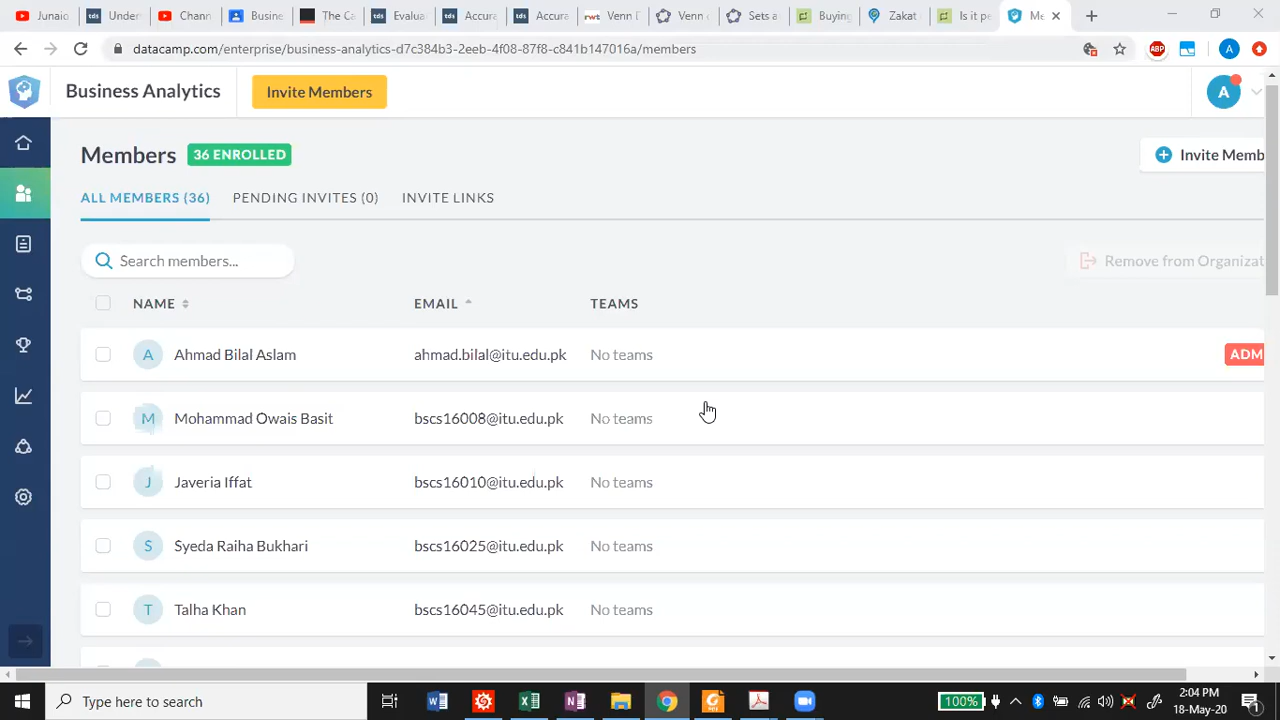 Junaio
Under
Chann
Busine
The Ca
Evalua
Accura
Accura
Venn D
Venn d
Sets a
Buying
Zakat
Is it pe
Me
datacamp.com/enterprise/business-analytics-d7c384b3-2eeb-4f08-87f8-c841b147016a/members
ABP
A
Business Analytics
Invite Members
A
Members
36 ENROLLED
Invite Memb
ALL MEMBERS (36)
PENDING INVITES (0)
INVITE LINKS
Search members...
Remove from Organizat
NAME
EMAIL
TEAMS
A Ahmad Bilal Aslam ahmad.bilal@itu.edu.pk No teams ADM
M Mohammad Owais Basit bscs16008@itu.edu.pk No teams
J Javeria Iffat bscs16010@itu.edu.pk No teams
S Syeda Raiha Bukhari bscs16025@itu.edu.pk No teams
T Talha Khan bscs16045@itu.edu.pk No teams
Type here to search
100%
2:04 PM
18-May-20